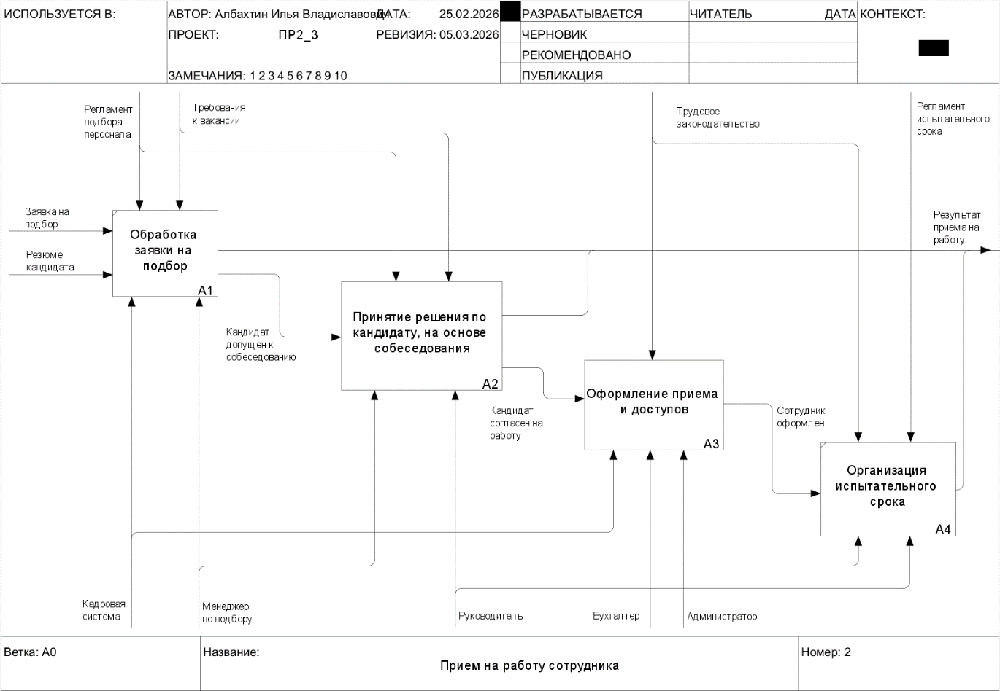 ИСПОЛЬЗУЕТСЯ В:
АВТОР: Албахтин Илья Владиславович
ДАТА: 25.02.2026
РАЗРАБАТЫВАЕТСЯ
ЧИТАТЕЛЬ
ДАТА
КОНТЕКСТ:
ПРОЕКТ: ПР2_3
РЕВИЗИЯ: 05.03.2026
ЧЕРНОВИК
РЕКОМЕНДОВАНО
ЗАМЕЧАНИЯ: 1 2 3 4 5 6 7 8 9 10
ПУБЛИКАЦИЯ
Регламент
подбора
персонала
Требования
к вакансии
Трудовое
законодательство
Регламент
испытательного
срока
Заявка на
подбор
Резюме
кандидата
Обработка
заявки на
подбор
A1
Результат
приема на
работу
Кандидат
допущен к
собеседованию
Принятие решения по
кандидату, на основе
собеседования
A2
Кандидат
согласен на
работу
Оформление приема
и доступов
A3
Сотрудник
оформлен
Организация
испытательного
срока
A4
Кадровая
система
Менеджер
по подбору
Руководитель
Бухгалтер
Администратор
Ветка: A0
Название:
Прием на работу сотрудника
Номер: 2